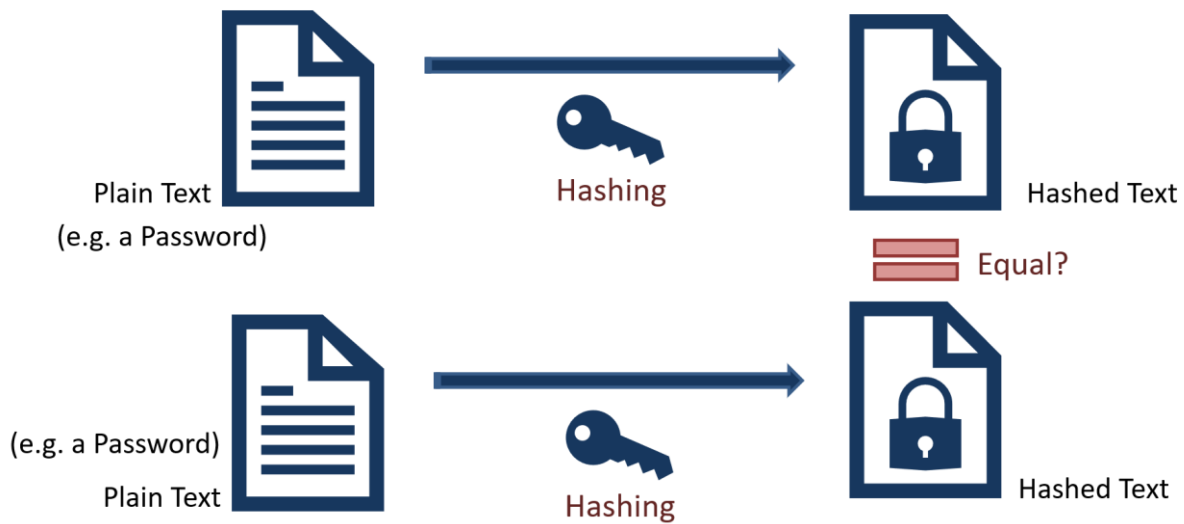 Plain Text
(e.g. a Password)
Hashing
Hashed Text
Equal?
(e.g. a Password)
Plain Text
Hashing
Hashed Text